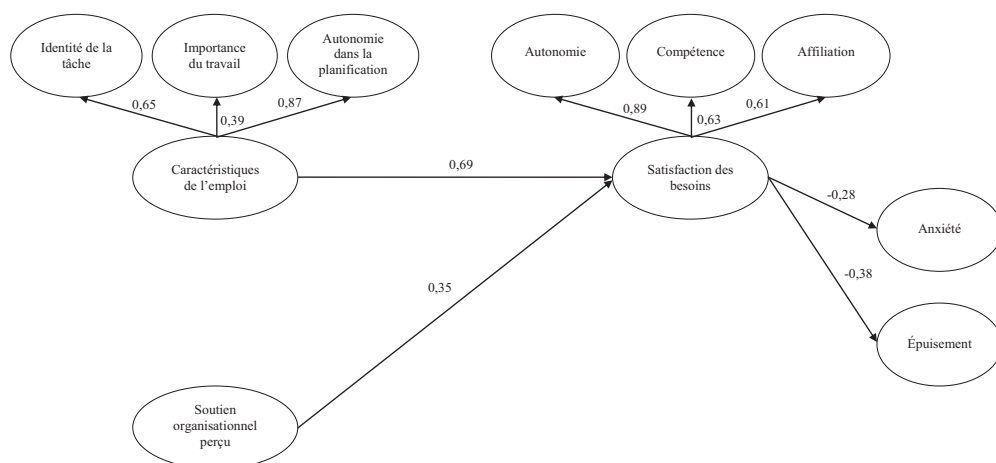 Identité de la
tâche
Importance
du travail
Autonomie
dans la
planification
Autonomie
Compétence
Affiliation
0,65
0,39
0,87
0,89
0,63
0,61
Caractéristiques
de l’emploi
0,69
Satisfaction des
besoins
-0,28
Anxiété
0,35
-0,38
Épuisement
Soutien
organisationnel
perçu